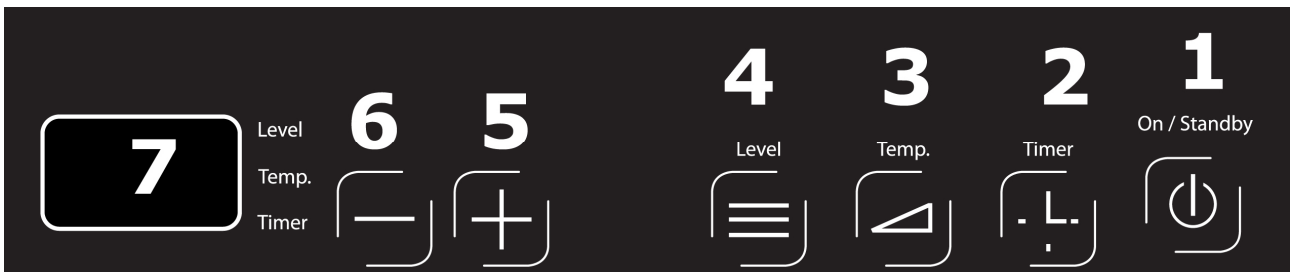 7
Level
Temp.
Timer
6
5
4
Level
3
Temp.
2
Timer
1
On / Standby